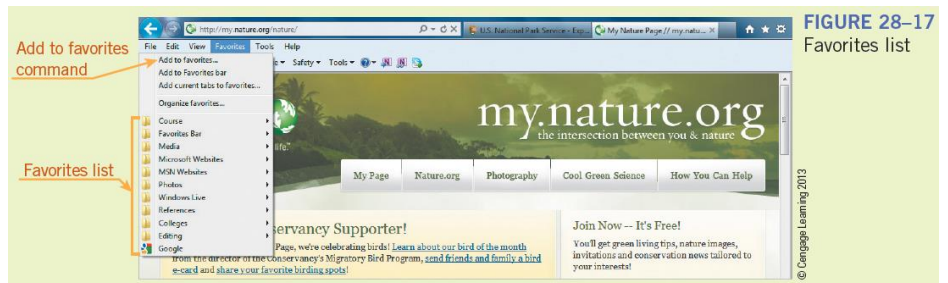 FIGURE 28–17
Favorites list
Add to favorites
command
Favorites list
http://my.nature.org/nature/
U.S. National Park Service - Exp...
My Nature Page // my.natu...
File Edit View Favorites Tools Help
Safety Tools
Add to favorites...
Add to Favorites bar
Add current tabs to favorites...
Organize favorites...
Course
Favorites Bar
Media
Microsoft Websites
MSN Websites
Photos
Windows Live
References
Colleges
Editing
Google
life.
my.nature.org
the intersection between you & nature
My Page Nature.org Photography Cool Green Science How You Can Help
servancy Supporter!
Page, we're celebrating birds! Learn about our bird of the month
from the director of the Conservancy's Migratory Bird Program, send friends and family a bird
e-card and share your favorite birding spots!
Join Now -- It's Free!
You'll get green living tips, nature images,
invitations and conservation news tailored to
your interests!
© Cengage Learning 2013